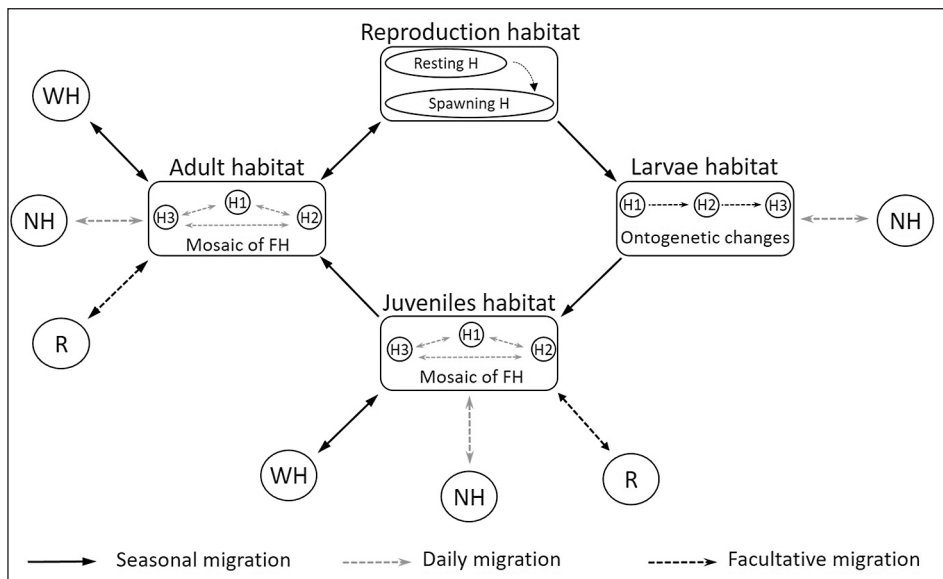 Reproduction habitat
Resting H
Spawning H
WH
Adult habitat
H1
H3
H2
Mosaic of FH
NH
R
Larvae habitat
H1
H2
H3
Ontogenetic changes
NH
Juveniles habitat
H1
H3
H2
Mosaic of FH
WH
NH
R
Seasonal migration
Daily migration
Facultative migration